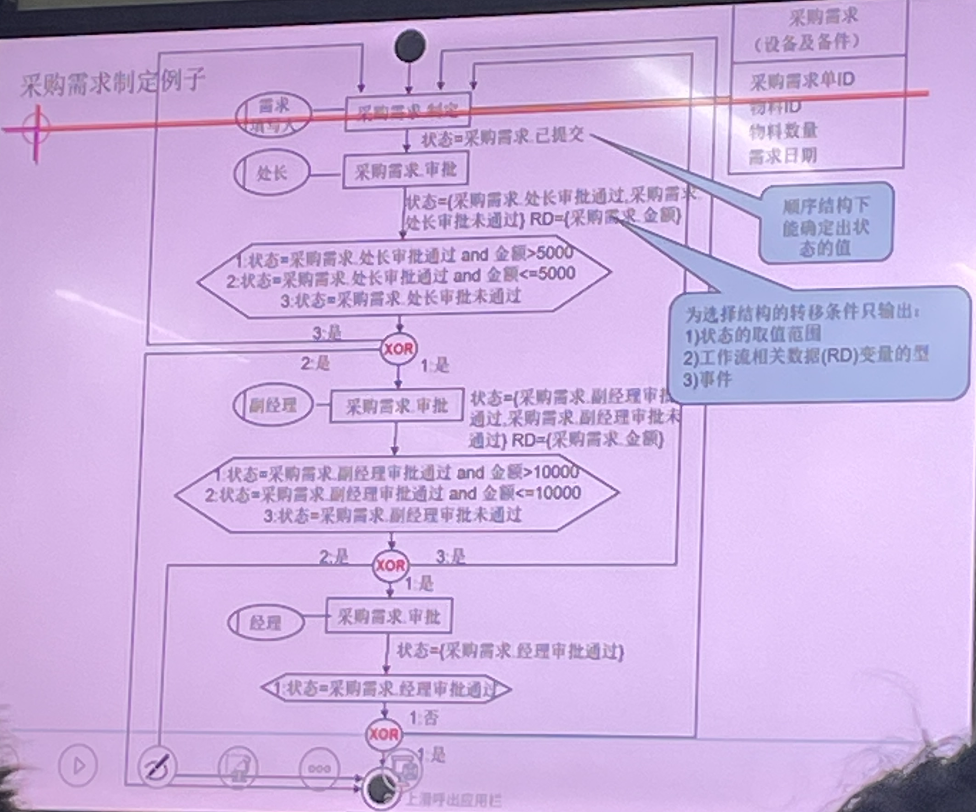 采购需求
（设备及备件）
采购需求制定例子
采购需求单ID
物料ID
物料数量
需求日期
需求
填写人
采购需求.制定
状态=采购需求.已提交
处长
采购需求.审批
状态={采购需求.处长审批通过,采购需求.
处长审批未通过} RD={采购需求.金额}
顺序结构下
能确定出状
态的值
1:状态=采购需求.处长审批通过 and 金额>5000
2:状态=采购需求.处长审批通过 and 金额<=5000
3:状态=采购需求.处长审批未通过
为选择结构的转移条件只输出：
1)状态的取值范围
2)工作流相关数据(RD)变量的型
3)事件
3:是
XOR
2:是
1:是
副经理
采购需求.审批
状态={采购需求.副经理审批
通过,采购需求.副经理审批未
通过} RD={采购需求.金额}
1:状态=采购需求.副经理审批通过 and 金额>10000
2:状态=采购需求.副经理审批通过 and 金额<=10000
3:状态=采购需求.副经理审批未通过
2:是
XOR
3:是
1:是
经理
采购需求.审批
状态={采购需求.经理审批通过}
1:状态=采购需求.经理审批通过
1:否
XOR
1:是
上滑呼出应用栏